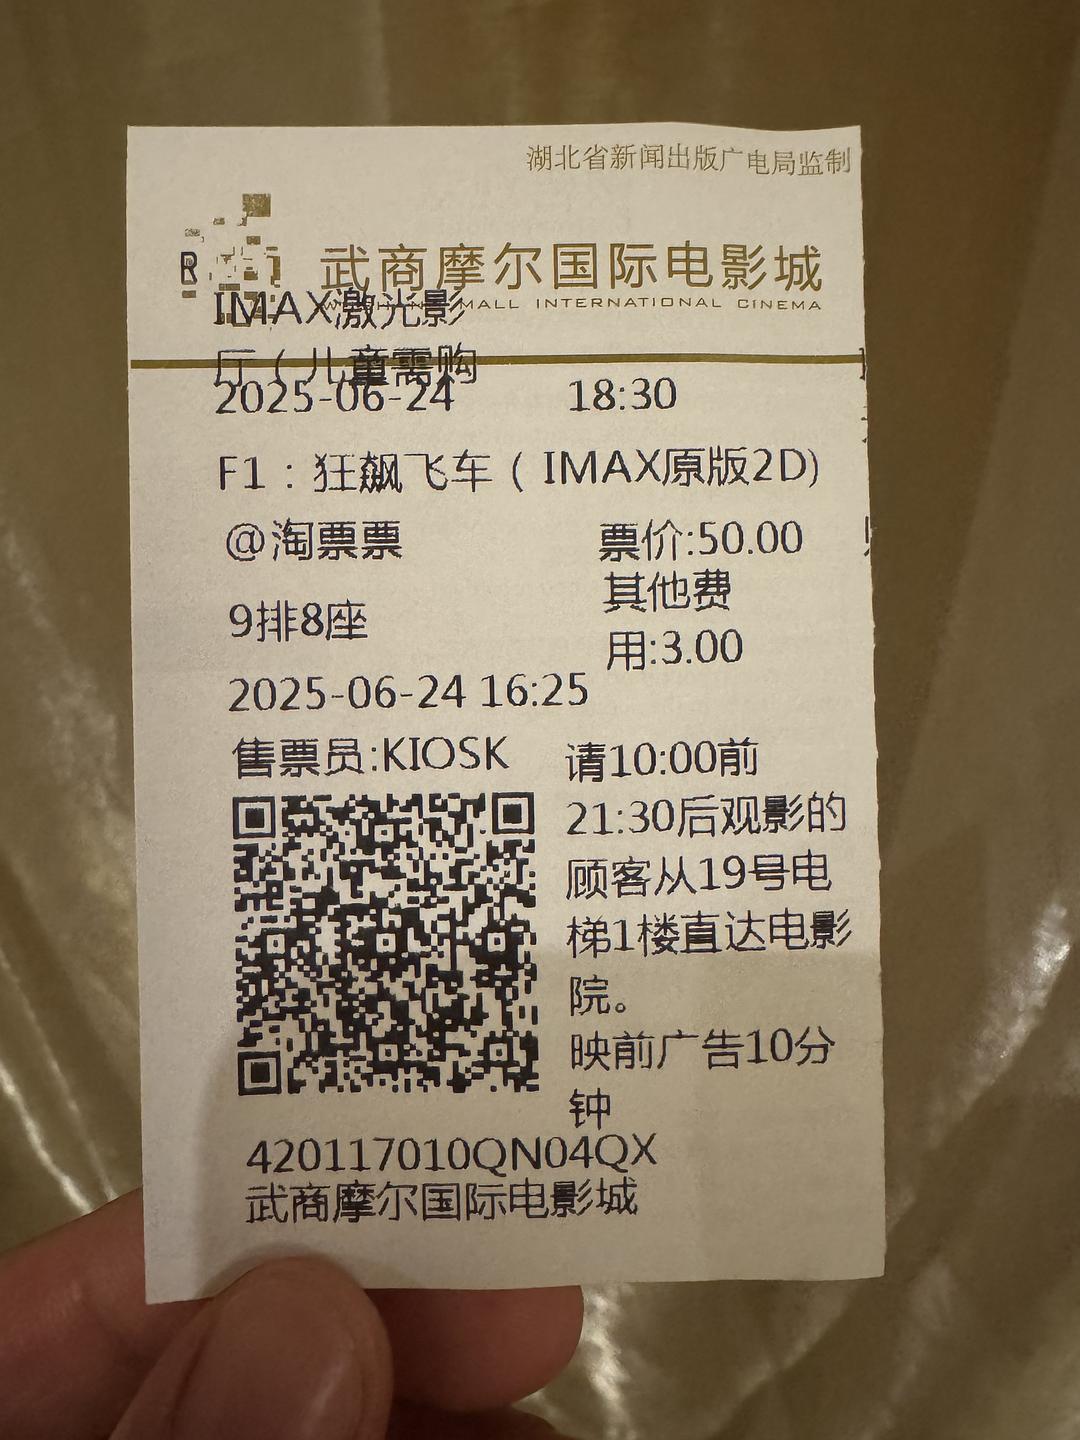 湖北省新闻出版广电局监制
武商摩尔国际电影城
MALL INTERNATIONAL CINEMA
IMAX激光影
厅（儿童需购
2025-06-24 18:30
F1：狂飙飞车（IMAX原版2D)
@淘票票 票价:50.00
其他费
9排8座
用:3.00
2025-06-24 16:25
售票员:KIOSK
请10:00前
21:30后观影的
顾客从19号电
梯1楼直达电影
院。
映前广告10分
钟
420117010QN04QX
武商摩尔国际电影城